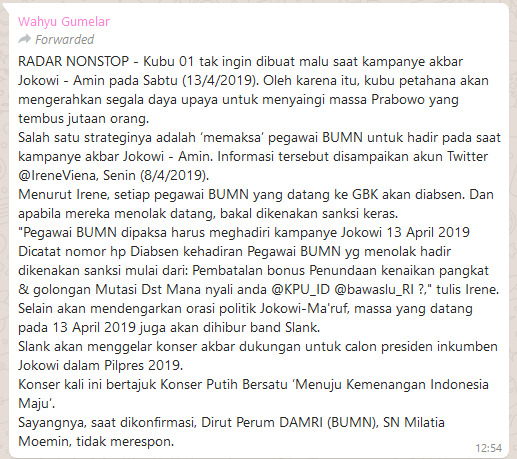 Wahyu Gumelar
Forwarded
RADAR NONSTOP - Kubu 01 tak ingin dibuat malu saat kampanye akbar
Jokowi - Amin pada Sabtu (13/4/2019). Oleh karena itu, kubu petahana akan
mengerahkan segala daya upaya untuk menyaingi massa Prabowo yang
tembus jutaan orang.
Salah satu strateginya adalah ‘memaksa’ pegawai BUMN untuk hadir pada saat
kampanye akbar Jokowi - Amin. Informasi tersebut disampaikan akun Twitter
@IreneViena, Senin (8/4/2019).
Menurut Irene, setiap pegawai BUMN yang datang ke GBK akan diabsen. Dan
apabila mereka menolak datang, bakal dikenakan sanksi keras.
"Pegawai BUMN dipaksa harus meghadiri kampanye Jokowi 13 April 2019
Dicatat nomor hp Diabsen kehadiran Pegawai BUMN yg menolak hadir
dikenakan sanksi mulai dari: Pembatalan bonus Penundaan kenaikan pangkat
& golongan Mutasi Dst Mana nyali anda @KPU_ID @bawaslu_RI ?," tulis Irene.
Selain akan mendengarkan orasi politik Jokowi-Ma'ruf, massa yang datang
pada 13 April 2019 juga akan dihibur band Slank.
Slank akan menggelar konser akbar dukungan untuk calon presiden inkumben
Jokowi dalam Pilpres 2019.
Konser kali ini bertajuk Konser Putih Bersatu ‘Menuju Kemenangan Indonesia
Maju’.
Sayangnya, saat dikonfirmasi, Dirut Perum DAMRI (BUMN), SN Milatia
Moemin, tidak merespon.
12:54